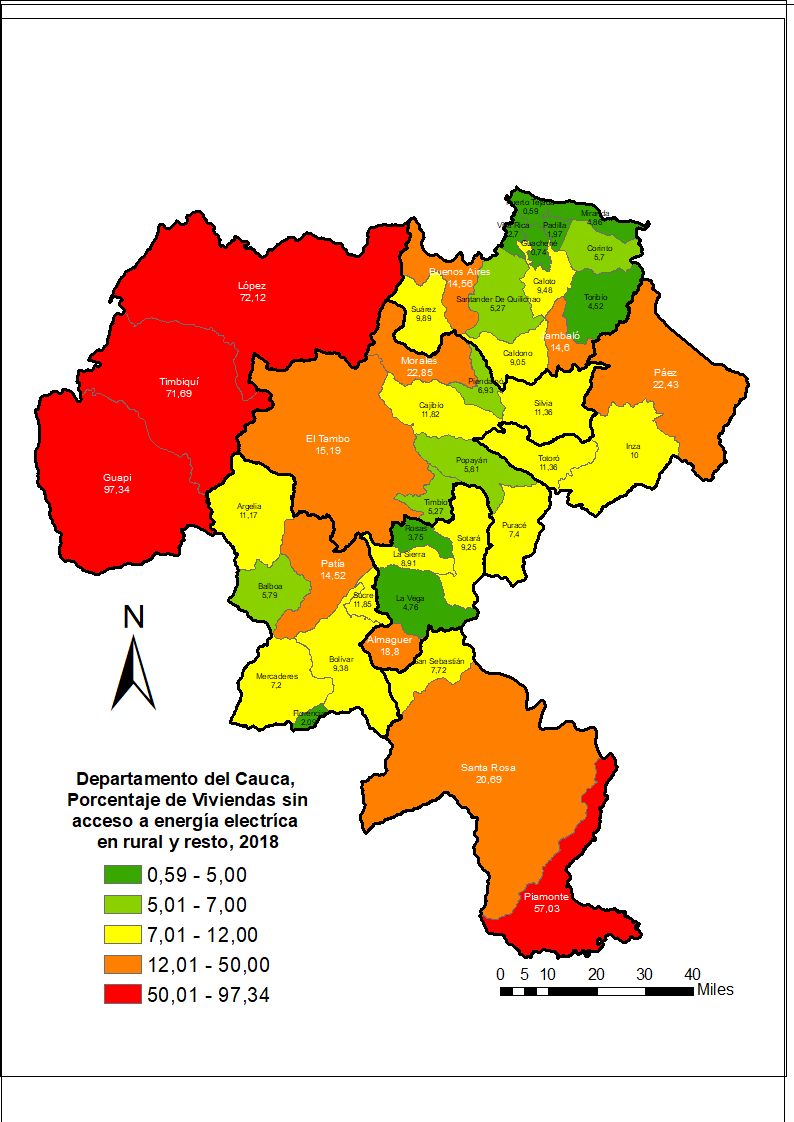 Puerto Tejada
0,59
Miranda
Villa Rica
2,7
Padilla
1,97
Guachené
0,74
Corinto
5,7
López
72,12
Buenos Aires
14,56
Caloto
9,48
Toribío
4,52
Santander De Quilichao
5,27
Suárez
9,89
Jambaló
14,6
Caldono
9,05
Morales
22,85
Páez
22,43
Timbiquí
71,69
6,93
Cajibío
11,82
Silvia
11,36
El Tambo
15,19
Inza
10
Popayán
5,81
Totoró
11,36
Guapi
97,34
Timbío
5,27
Argelia
11,17
Puracé
7,4
Rosas
3,75
Sotará
9,25
La Sierra
8,91
Patía
14,52
Balboa
5,79
Sucre
11,85
La Vega
4,76
Almaguer
18,8
San Sebastián
7,72
Bolívar
9,38
Mercaderes
7,2
Florencia
2,09
N
Santa Rosa
20,69
Piamonte
57,03
Departamento del Cauca,
Porcentaje de Viviendas sin
acceso a energía electríca
en rural y resto, 2018
0,59 - 5,00
5,01 - 7,00
7,01 - 12,00
12,01 - 50,00
50,01 - 97,34
0 5 10 20 30 40
Miles